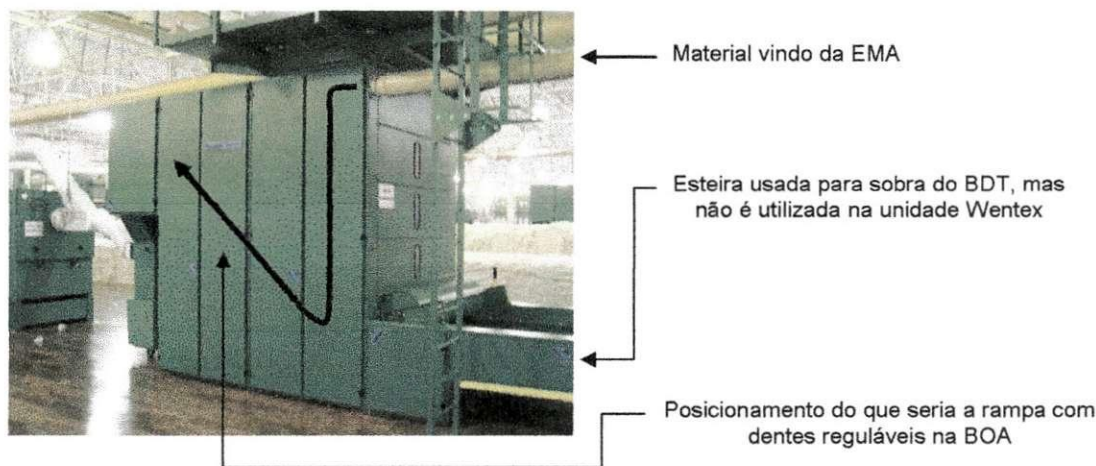 Material vindo da EMA
Esteira usada para sobra do BDT, mas
não é utilizada na unidade Wentex
Posicionamento do que seria a rampa com
dentes reguláveis na BOA